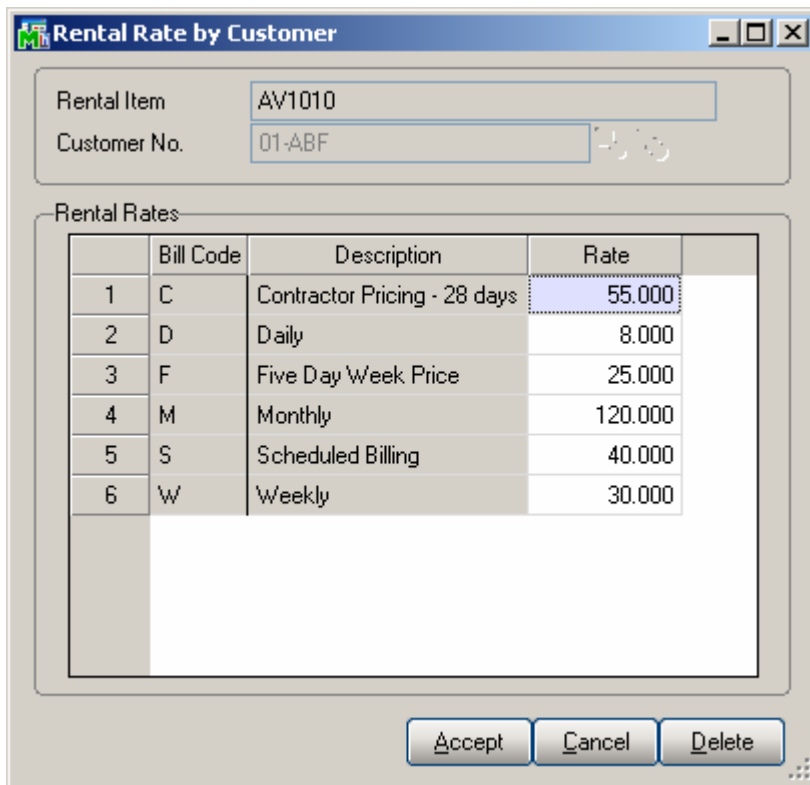 Rental Rate by Customer
Rental Item AV1010
Customer No. 01-ABF
Rental Rates
Bill Code Description Rate
1 C Contractor Pricing - 28 days 55.000
2 D Daily 8.000
3 F Five Day Week Price 25.000
4 M Monthly 120.000
5 S Scheduled Billing 40.000
6 W Weekly 30.000
Accept Cancel Delete